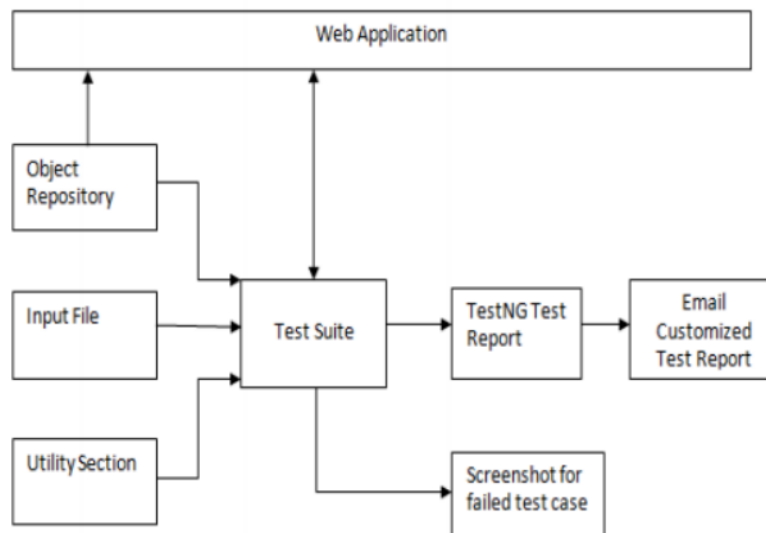 Web Application
Object
Repository
Input File
Test Suite
TestNG Test
Report
Email
Customized
Test Report
Utility Section
Screenshot for
failed test case